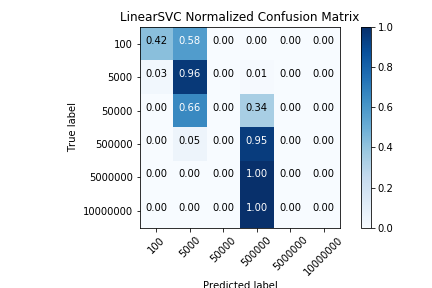 LinearSVC Normalized Confusion Matrix
True label
100 0.42 0.58 0.00 0.00 0.00 0.00
5000 0.03 0.96 0.00 0.01 0.00 0.00
50000 0.00 0.66 0.00 0.34 0.00 0.00
500000 0.00 0.05 0.00 0.95 0.00 0.00
5000000 0.00 0.00 0.00 1.00 0.00 0.00
10000000 0.00 0.00 0.00 1.00 0.00 0.00
100 5000 50000 500000 5000000 10000000
Predicted label
1.0
0.8
0.6
0.4
0.2
0.0